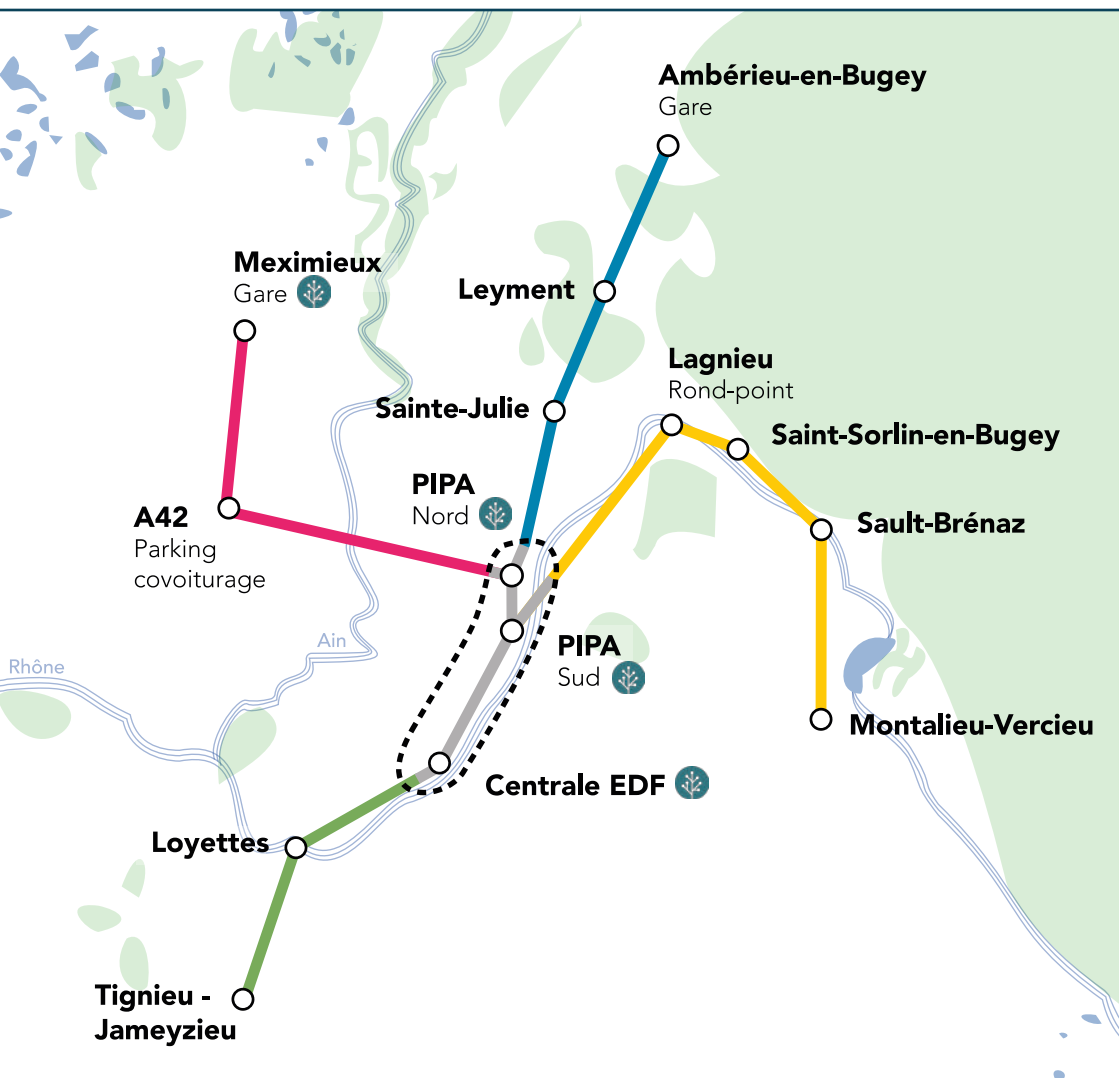 Ambérieu-en-Bugey
Gare
Meximieux
Gare
Leyment
Lagnieu
Rond-point
Sainte-Julie
Saint-Sorlin-en-Bugey
PIPA
Nord
A42
Parking
covoiturage
Sault-Brénaz
Ain
PIPA
Sud
Rhône
Montalieu-Vercieu
Centrale EDF
Loyettes
Tignieu -
Jameyzieu